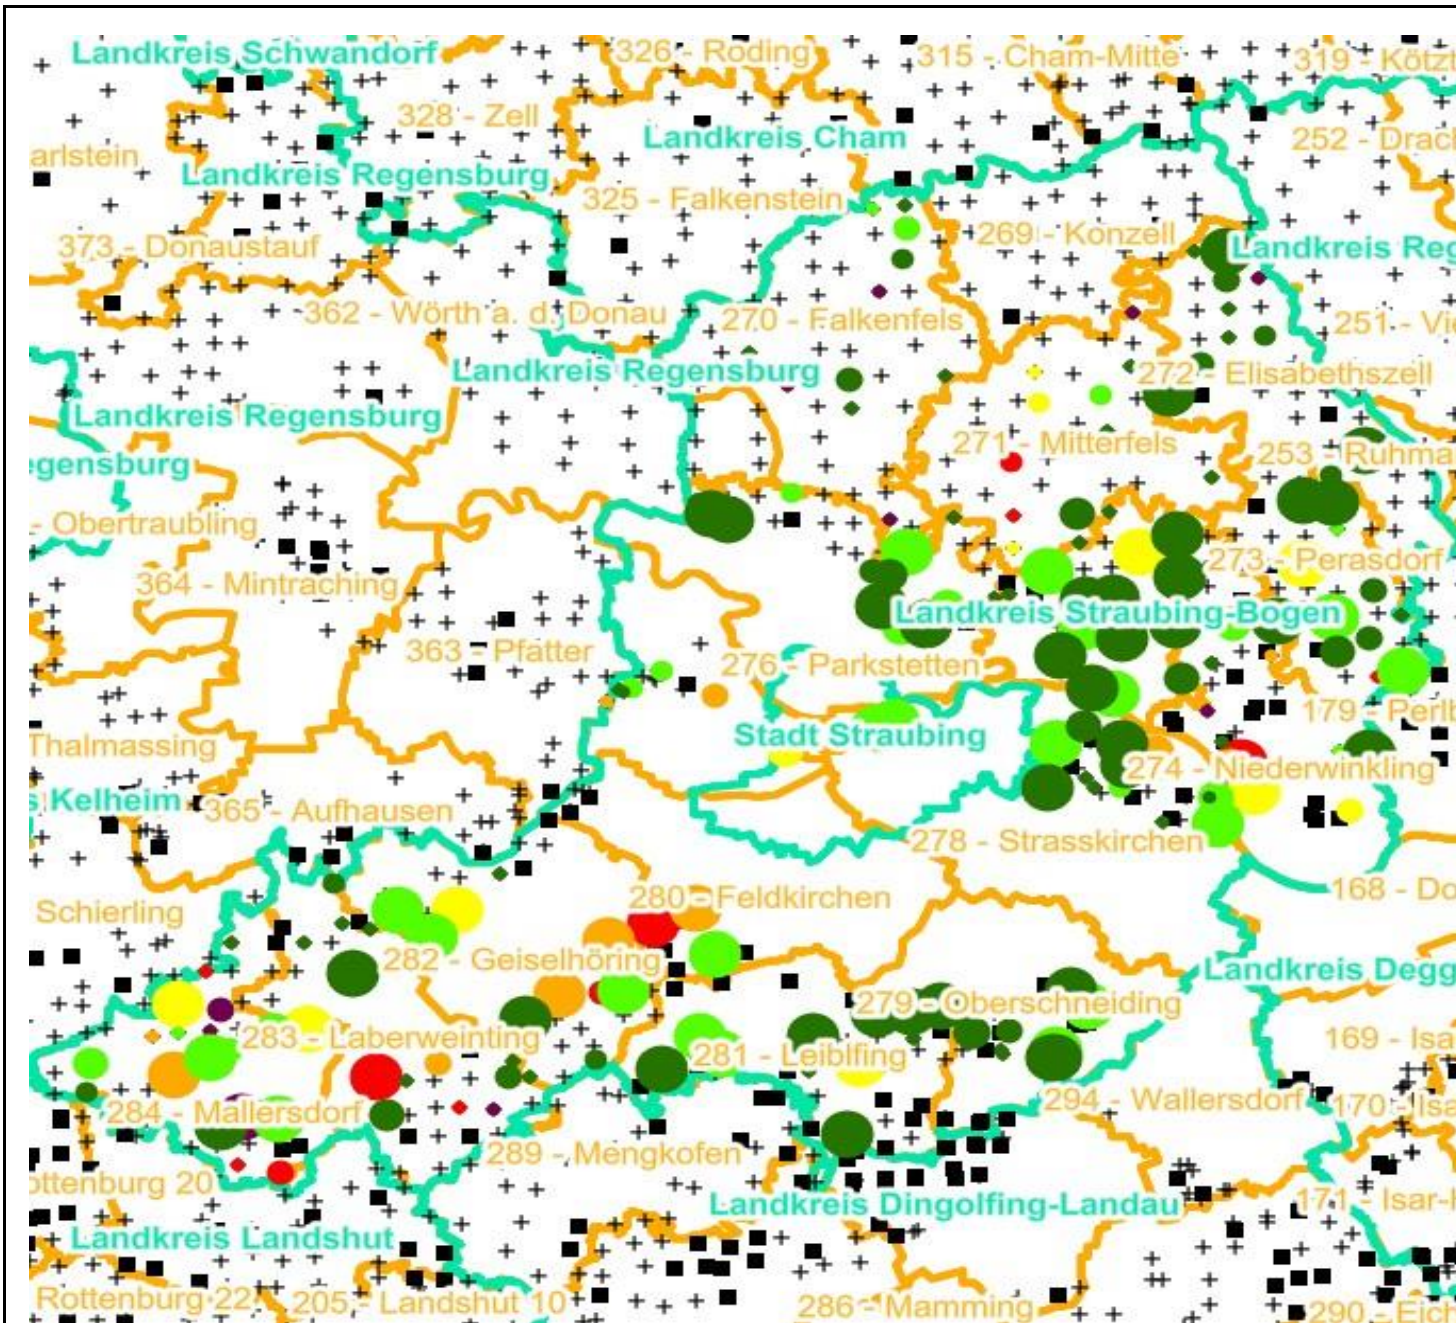 Landkreis Schwandorf
326 - Roding
315 - Cham-Mitte
319 - Kötzt
328 - Zell
Landkreis Cham
252 - Drac
arlstein
Landkreis Regensburg
325 - Falkenstein
373 - Donaustauf
269 - Konzell
Landkreis Reg
362 - Wörth a. d. Donau
270 - Falkenfels
251 - Vi
Landkreis Regensburg
272 - Elisabethszell
Landkreis Regensburg
271 - Mitterfels
253 - Ruhma
egensburg
- Obertraubling
273 - Perasdorf
364 - Mintraching
Landkreis Straubing-Bogen
363 - Pfatter
276 - Parkstetten
179 - Perl
Thalmassing
Stadt Straubing
274 - Niederwinkling
s Kelheim
365 - Aufhausen
278 - Strasskirchen
168 - Do
280 - Feldkirchen
Schierling
282 - Geiselhöring
Landkreis Degg
279 - Oberschneiding
283 - Laberweinting
281 - Leiblfing
169 - Isa
284 - Mallersdorf
294 - Wallersdorf
170 - Isa
289 - Mengkofen
ottenburg 20
Landkreis Dingolfing-Landau
171 - Isar-
Landkreis Landshut
Rottenburg 22
205 - Landshut 10
286 - Mamming
290 - Eich